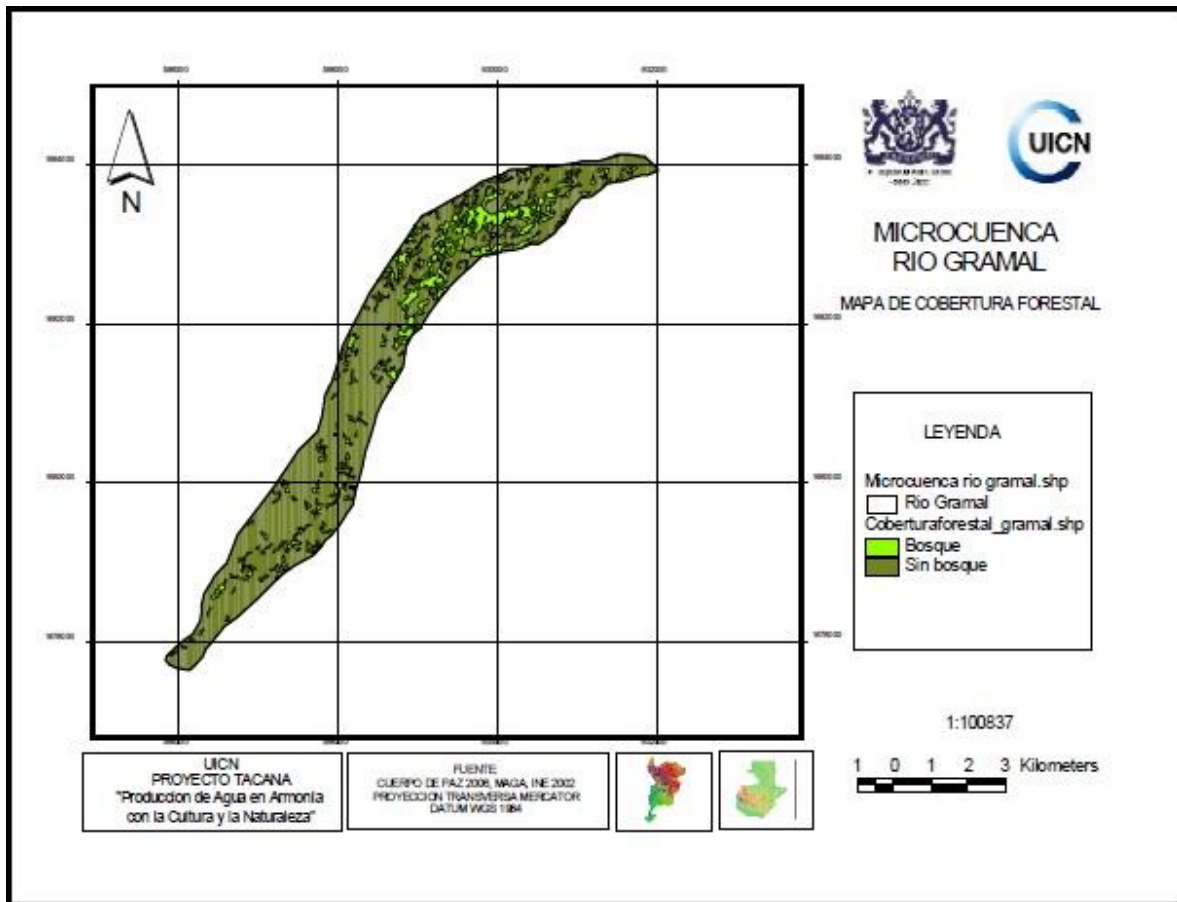 N
UICN
MICROCUENCA
RIO GRAMAL
MAPA DE COBERTURA FORESTAL
LEYENDA
Microcuenca rio gramal.shp
Rio Gramal
Coberturaforestal_gramal.shp
Bosque
Sin bosque
1:100837
1 0 1 2 3 Kilometers
UICN
PROYECTO TACANA
"Produccion de Agua en Armonia
con la Cultura y la Naturaleza"
FUENTE
CUERPO DE PAZ 2006, MAGA, INE 2002
PROYECCION TRANSVERSA MERCATOR
DATUM WGS 1984